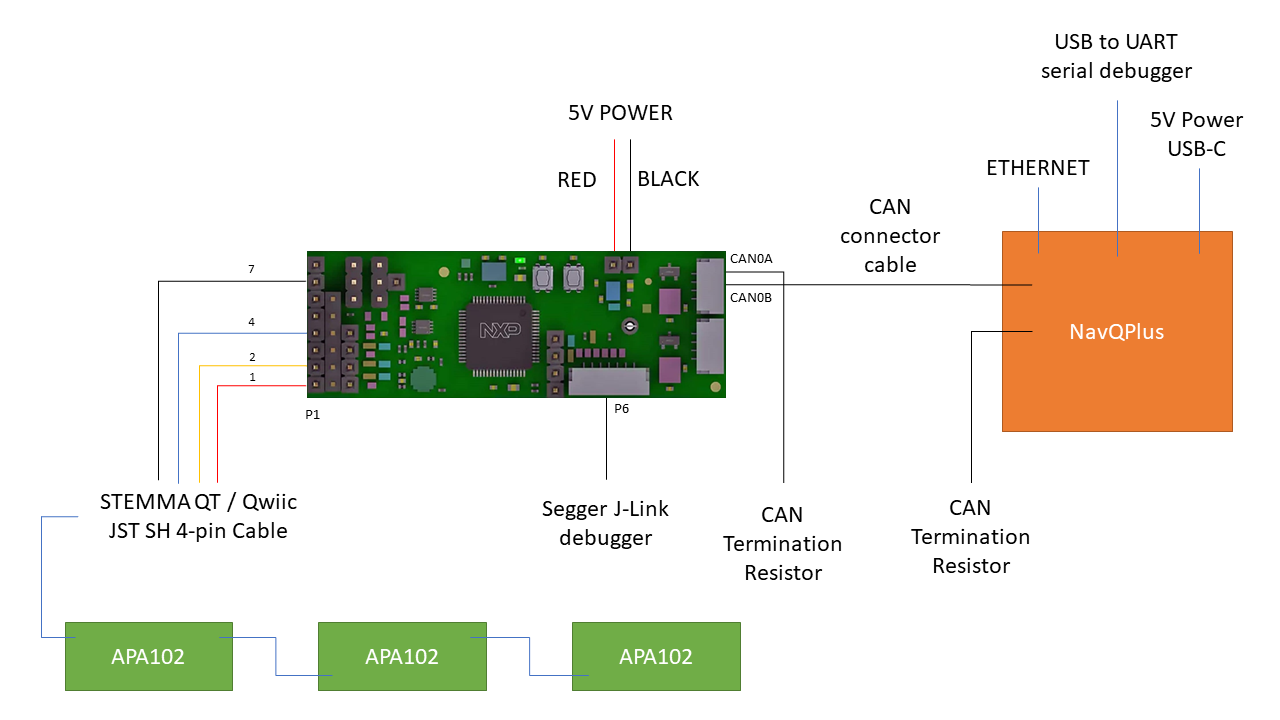 USB to UART
serial debugger
5V POWER
5V Power
USB-C
ETHERNET
RED
BLACK
CAN
connector
cable
7
CAN0A
CAN0B
4
NXP
NavQPlus
2
1
P1
P6
STEMMA QT / Qwiic
JST SH 4-pin Cable
Segger J-Link
debugger
CAN
Termination
Resistor
CAN
Termination
Resistor
APA102
APA102
APA102